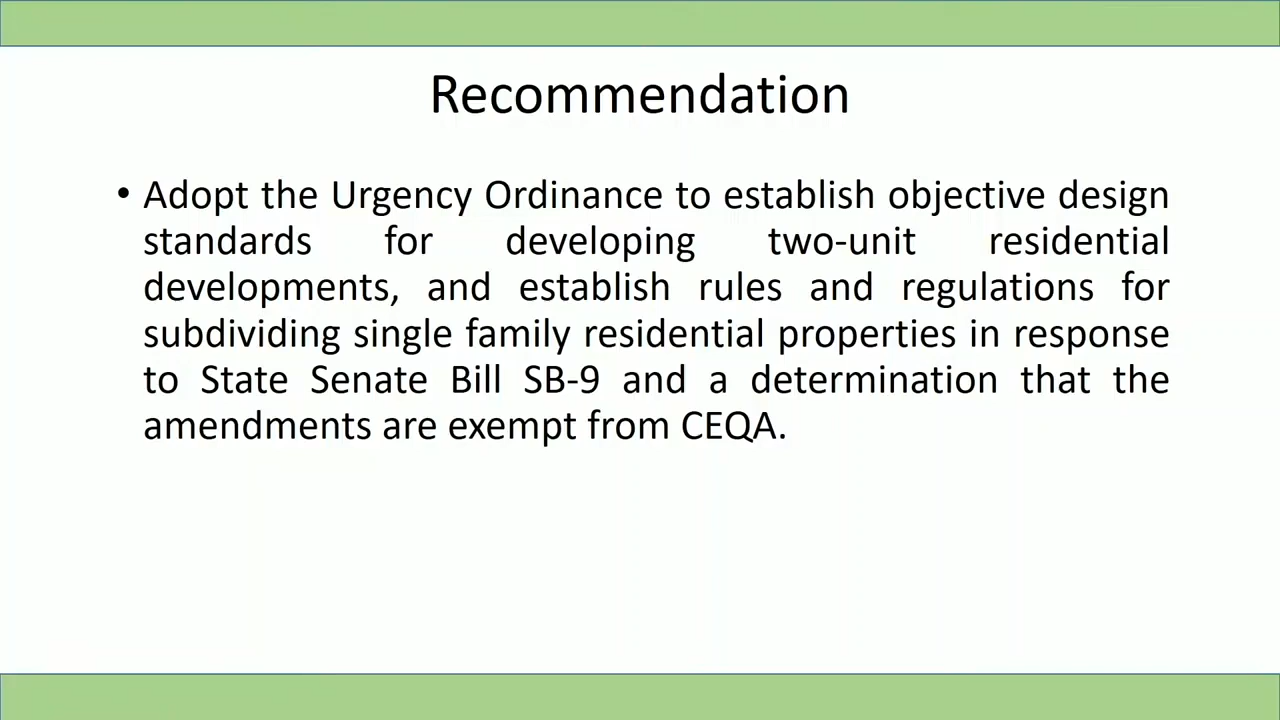 Recommendation
• Adopt the Urgency Ordinance to establish objective design
standards for developing two-unit residential
developments, and establish rules and regulations for
subdividing single family residential properties in response
to State Senate Bill SB-9 and a determination that the
amendments are exempt from CEQA.